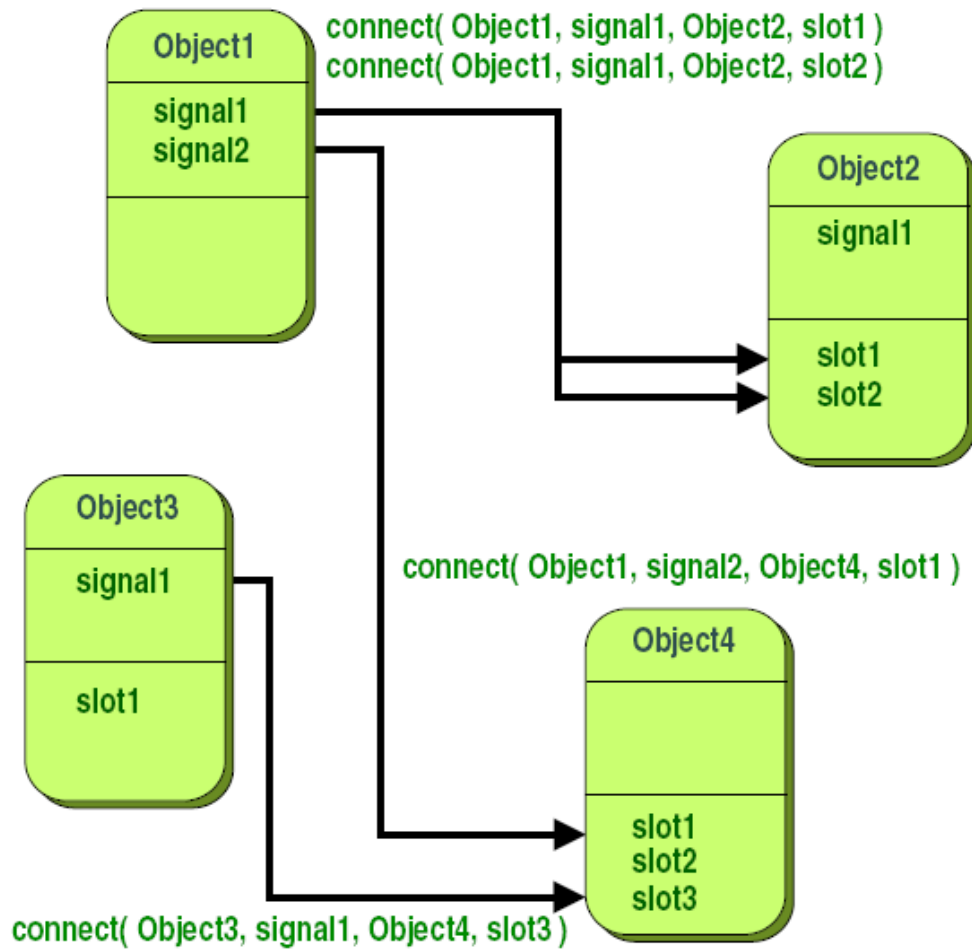 Object1
connect( Object1, signal1, Object2, slot1 )
connect( Object1, signal1, Object2, slot2 )
signal1
signal2
Object2
signal1
slot1
slot2
Object3
signal1
slot1
connect( Object1, signal2, Object4, slot1 )
Object4
slot1
slot2
slot3
connect( Object3, signal1, Object4, slot3 )